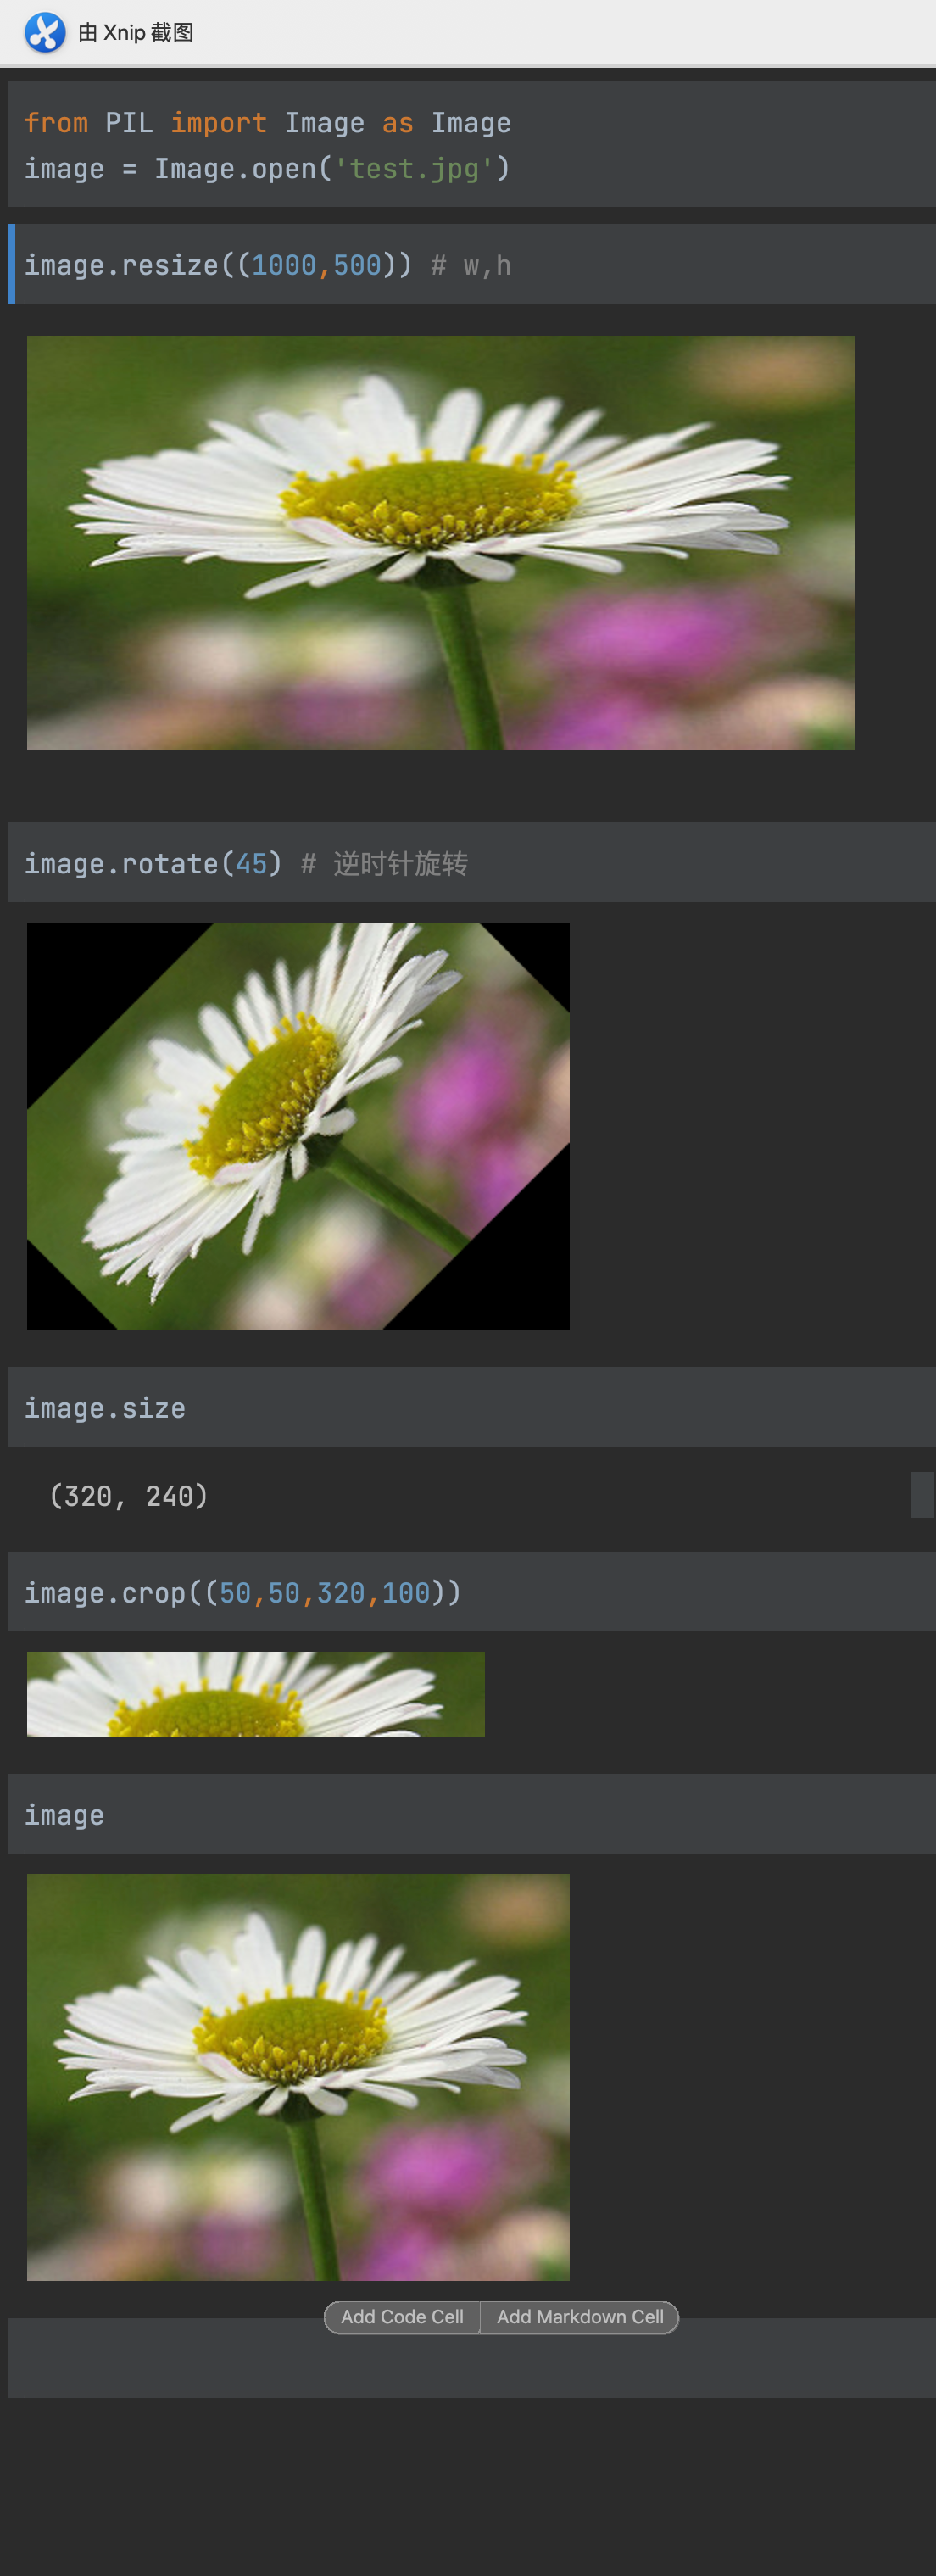 由 Xnip 截图
from PIL import Image as Image
image = Image.open('test.jpg')
image.resize((1000,500)) # w,h
image.rotate(45) # 逆时针旋转
image.size
(320, 240)
image.crop((50,50,320,100))
image
Add Code Cell Add Markdown Cell